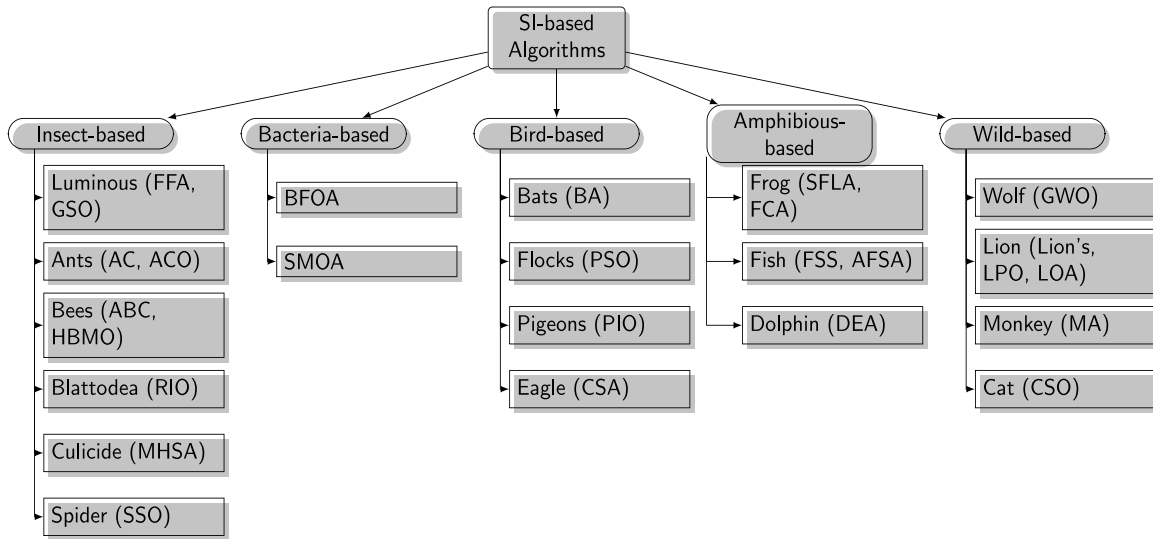 SI-based
Algorithms
Insect-based
Luminous (FFA,
GSO)
Ants (AC, ACO)
Bees (ABC,
HBMO)
Blattodea (RIO)
Culicide (MHSA)
Spider (SSO)
Bacteria-based
BFOA
SMOA
Bird-based
Bats (BA)
Flocks (PSO)
Pigeons (PIO)
Eagle (CSA)
Amphibious-
based
Frog (SFLA,
FCA)
Fish (FSS, AFSA)
Dolphin (DEA)
Wild-based
Wolf (GWO)
Lion (Lion's,
LPO, LOA)
Monkey (MA)
Cat (CSO)